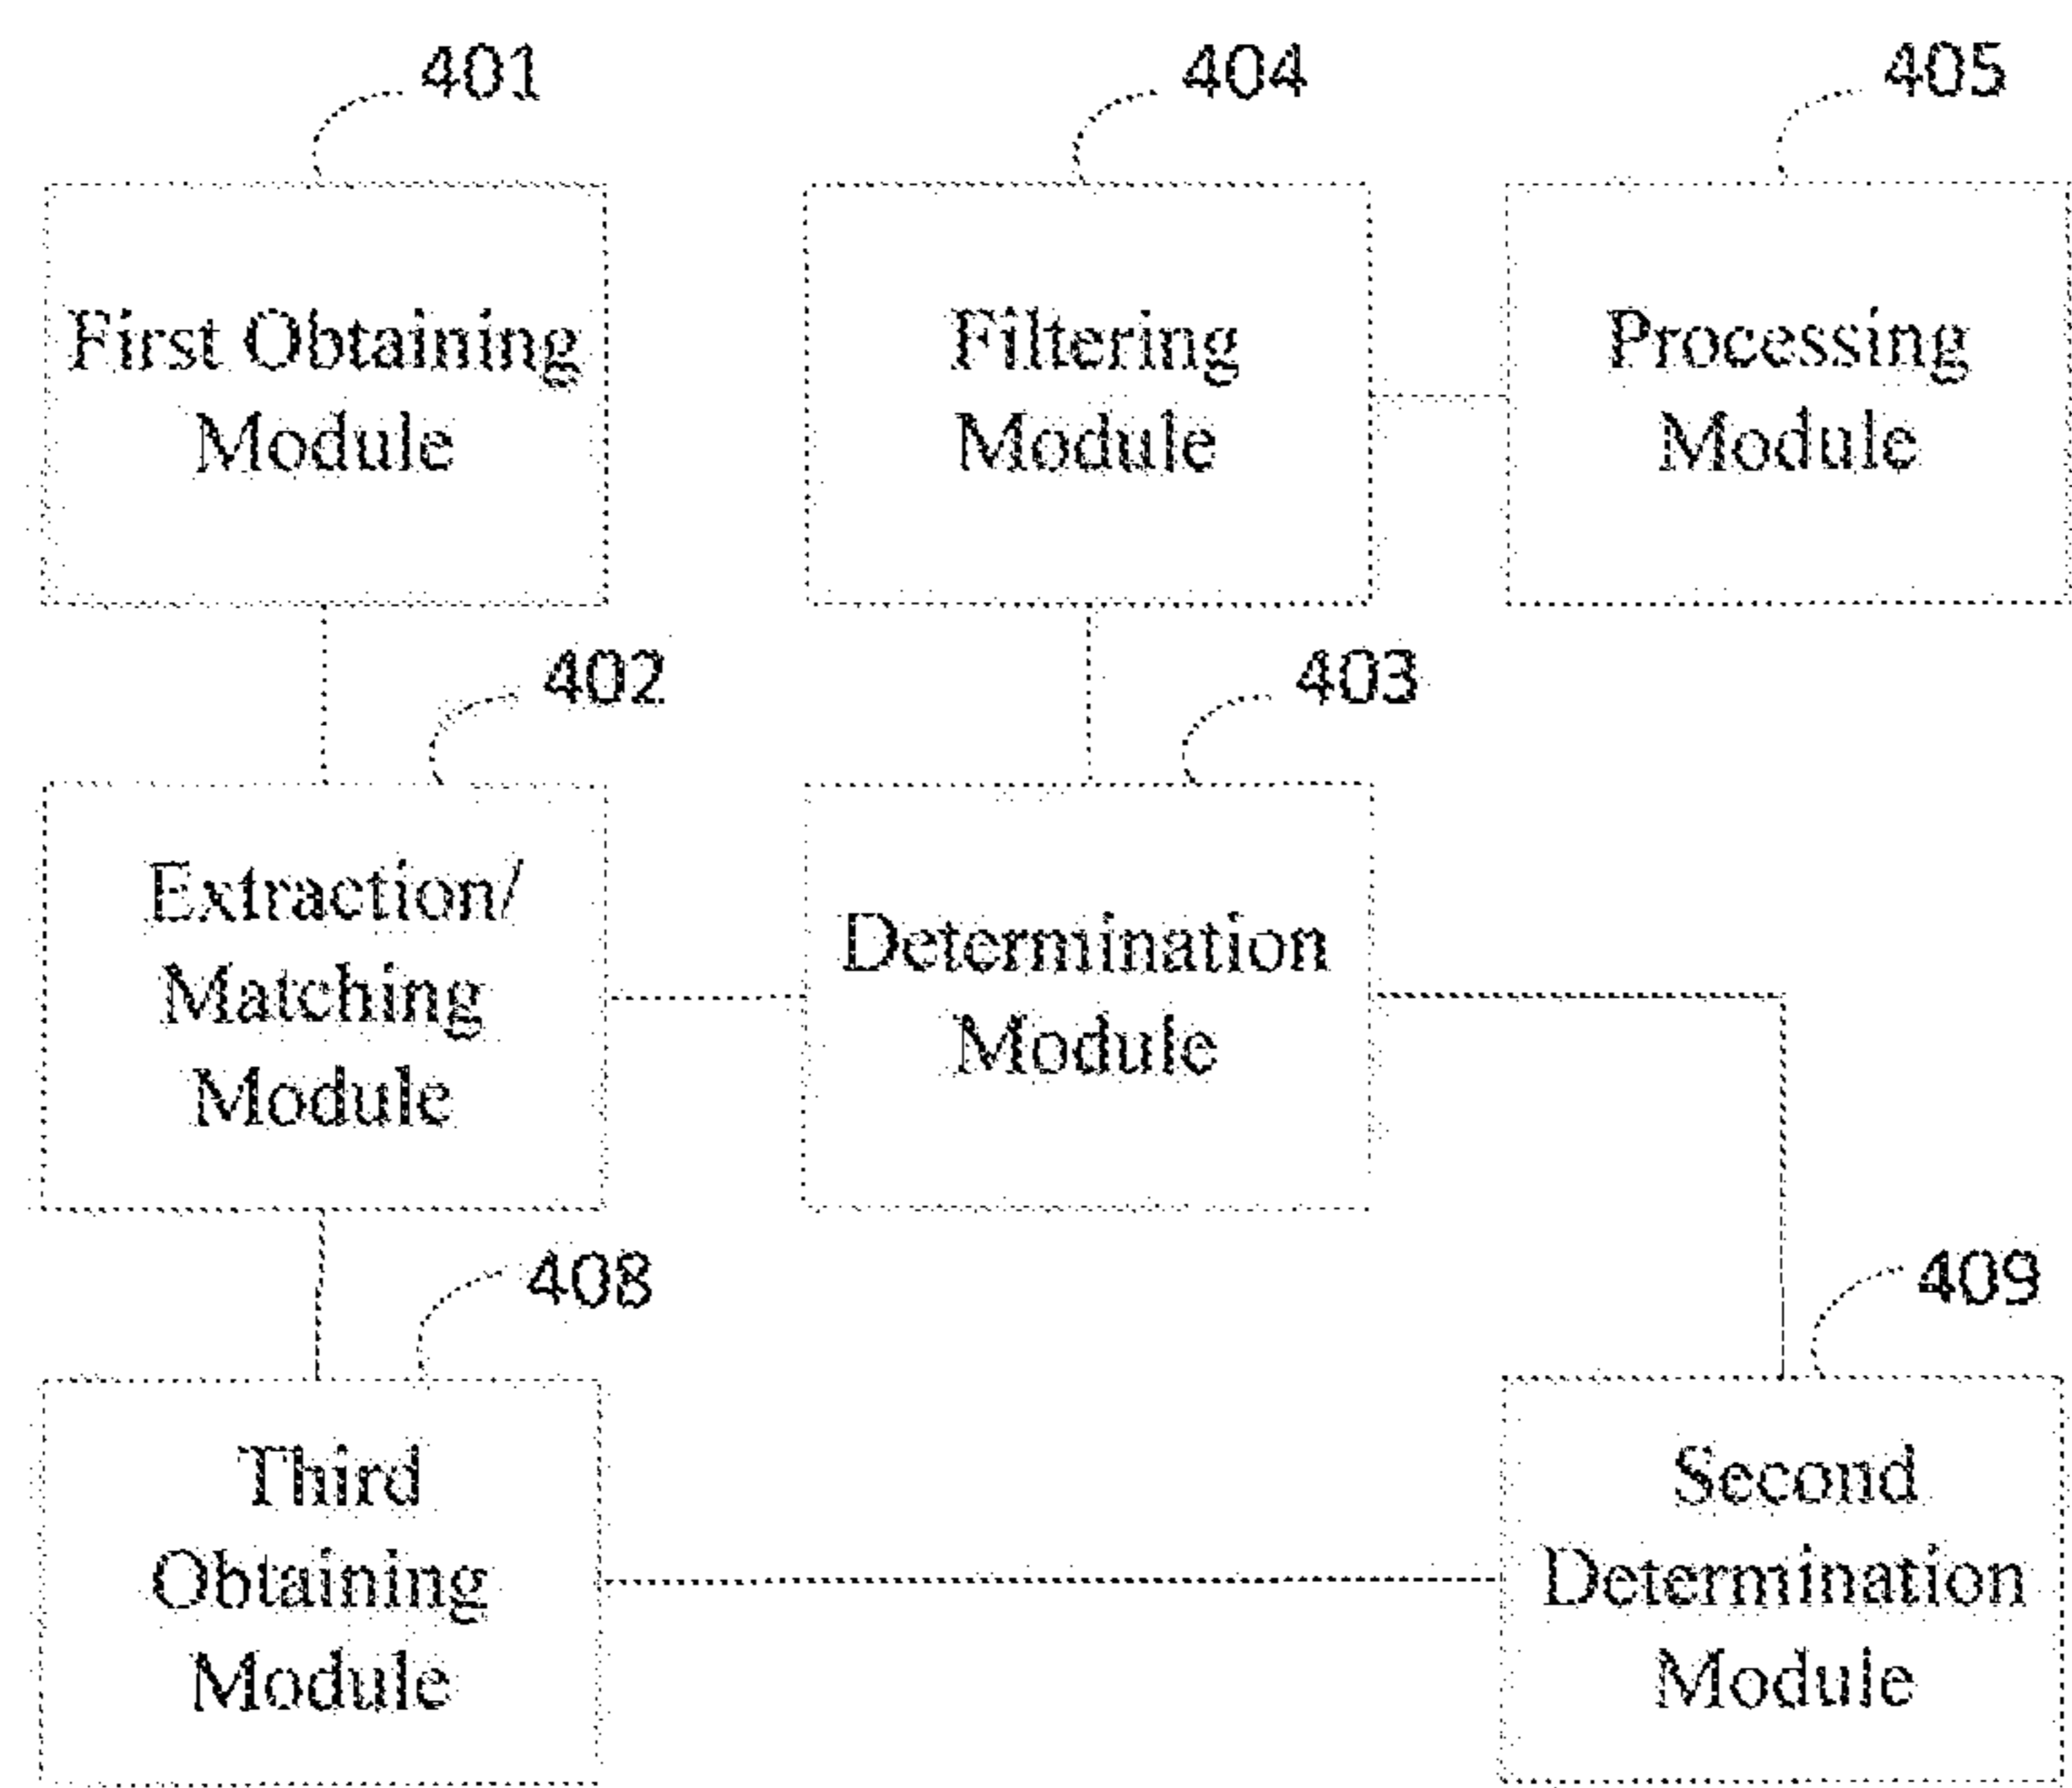 401
404
405
First Obtaining
Module
Filtering
Module
Processing
Module
402
403
Extraction/
Matching
Module
Determination
Module
408
409
Third
Obtaining
Module
Second
Determination
Module